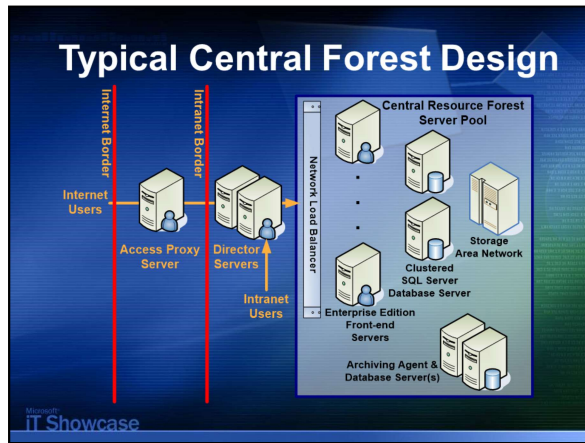 Typical Central Forest Design
Internet Border
Intranet Border
Internet
Users
Access Proxy
Server
Director
Servers
Intranet
Users
Network Load Balancer
Central Resource Forest
Server Pool
Enterprise Edition
Front-end
Servers
Clustered
SQL Server
Database Server
Storage
Area Network
Archiving Agent &
Database Server(s)
Microsoft
iT Showcase